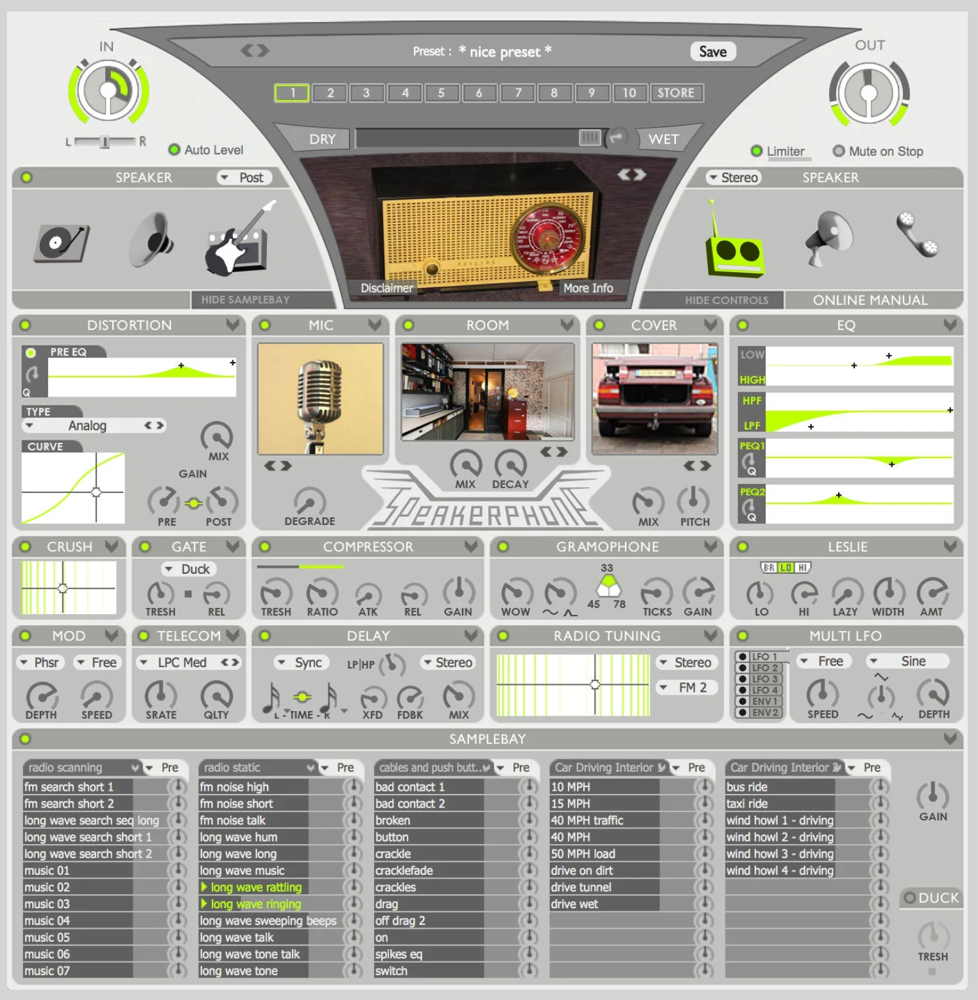 IN
Preset : * nice preset *
Save
OUT
1 2 3 4 5 6 7 8 9 10 STORE
L R
Auto Level
DRY
WET
Limiter
Mute on Stop
SPEAKER
Post
Stereo
SPEAKER
PHILIPS
Disclaimer
More Info
HIDE SAMPLEBAY
HIDE CONTROLS
ONLINE MANUAL
DISTORTION
MIC
ROOM
COVER
EQ
PRE EQ
Q
TYPE
Analog
MIX
CURVE
GAIN
PRE
POST
DEGRADE
MIX
DECAY
SPEAKERPHONE
MIX
PITCH
LOW
HIGH
HPF
LPF
PEQ1
Q
PEQ2
Q
CRUSH
GATE
COMPRESSOR
GRAMOPHONE
LESLIE
Duck
TRESH
REL
TRESH
RATIO
ATK
REL
GAIN
WOW
33
45
78
TICKS
GAIN
BR LO HI
LO
HI
LAZY
WIDTH
AMT
MOD
TELECOM
DELAY
RADIO TUNING
MULTI LFO
Phsr
Free
DEPTH
SPEED
LPC Med
SRATE
QLTY
Sync
LP|HP
Stereo
L - TIME - R
XFD
FDBK
MIX
Stereo
FM 2
LFO 1
LFO 2
LFO 3
LFO 4
ENV1
ENV2
Free
Sine
SPEED
DEPTH
SAMPLEBAY
radio scanning
Pre
fm search short 1
fm search short 2
long wave search seq long
long wave search short 1
long wave search short 2
music 01
music 02
music 03
music 04
music 05
music 06
music 07
radio static
Pre
fm noise high
fm noise short
fm noise talk
long wave hum
long wave long
long wave music
long wave rattling
long wave ringing
long wave sweeping beeps
long wave talk
long wave tone talk
long wave tone
cables and push butt..
Pre
bad contact 1
bad contact 2
broken
button
crackle
cracklefade
crackles
drag
off drag 2
on
spikes eq
switch
Car Driving Interior 1
Pre
10 MPH
15 MPH
40 MPH traffic
40 MPH
50 MPH load
drive on dirt
drive tunnel
drive wet
Car Driving Interior 2
Pre
bus ride
taxi ride
wind howl 1 - driving
wind howl 2 - driving
wind howl 3 - driving
wind howl 4 - driving
GAIN
DUCK
TRESH